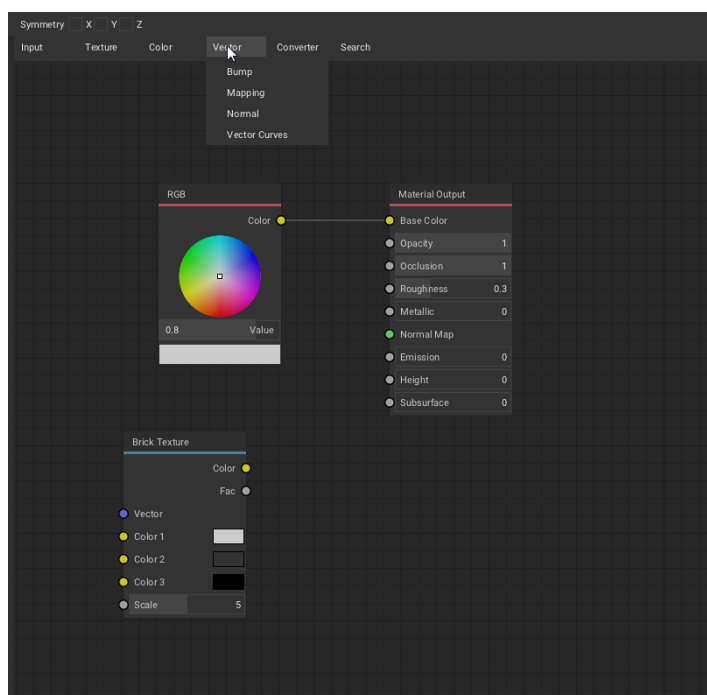 Symmetry X Y Z
Input Texture Color Vector Converter Search
Bump
Mapping
Normal
Vector Curves
RGB
Color
0.8 Value
Material Output
Base Color
Opacity 1
Occlusion 1
Roughness 0.3
Metallic 0
Normal Map
Emission 0
Height 0
Subsurface 0
Brick Texture
Color
Fac
Vector
Color 1
Color 2
Color 3
Scale 5